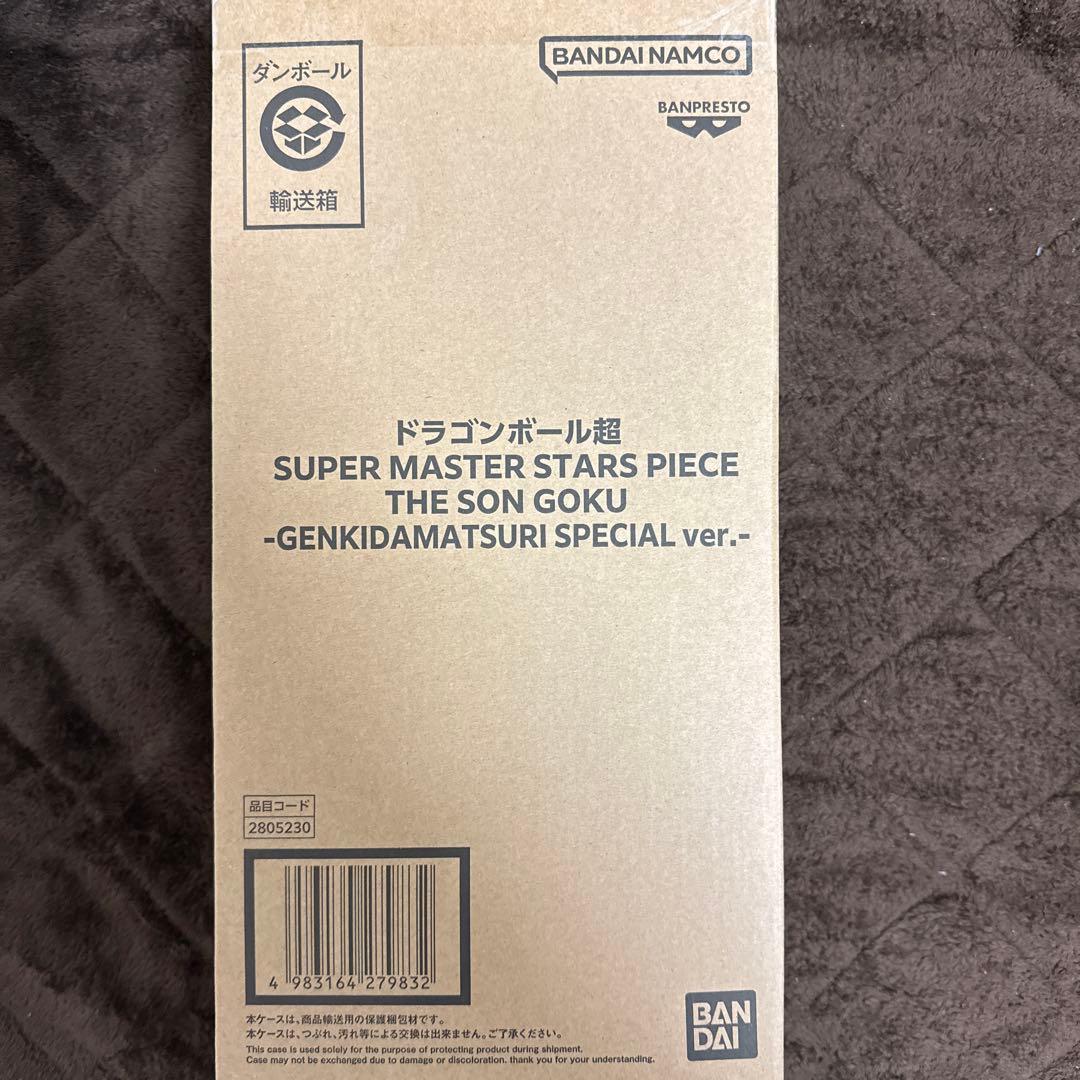 ダンボール
輸送箱
BANDAI NAMCO
BANPRESTO
ドラゴンボール超
SUPER MASTER STARS PIECE
THE SON GOKU
-GENKIDAMATSURI SPECIAL ver.-
品目コード
2805230
4 983164 279832
本ケースは、商品輸送用の保護梱包材です。
本ケースは、つぶれ、汚れ等による交換は出来ません。ご了承ください。
This case is used solely for the purpose of protecting product during shipment.
Case may not be exchanged due to damage or discoloration. thank you for your understanding.
BAN
DAI